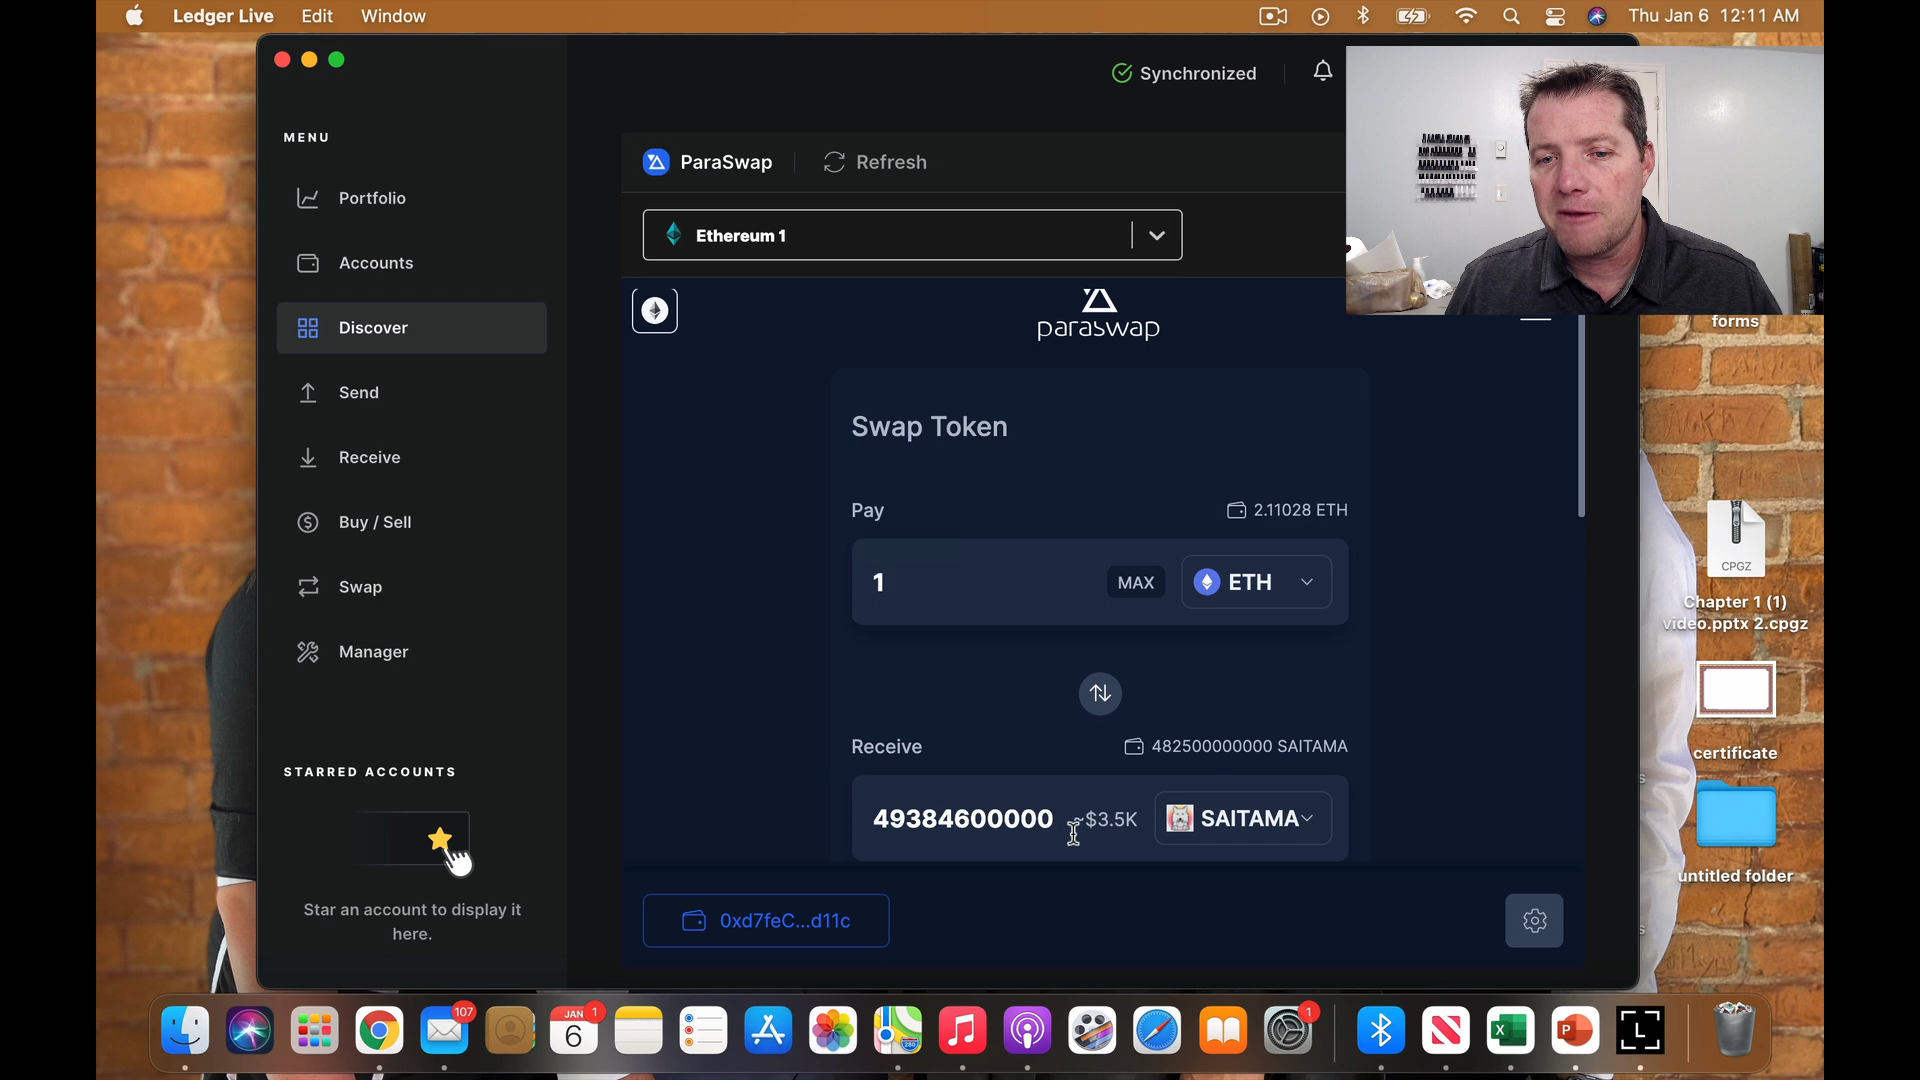 Ledger Live Edit Window
Thu Jan 6 12:11 AM
Synchronized
MENU
ParaSwap Refresh
Portfolio
Ethereum 1
Accounts
Discover
paraswap
forms
Send
Swap Token
Receive
Pay 2.11028 ETH
Buy / Sell
1 MAX ETH
CPGZ
Swap
Chapter 1 (1)
video.pptx 2.cpgz
Manager
Receive 482500000000 SAITAMA
certificate
STARRED ACCOUNTS
49384600000 ~$3.5K SAITAMA
untitled folder
Star an account to display it
here.
0xd7feC...d11c
107
JAN 1
6
280
1
X
P
L